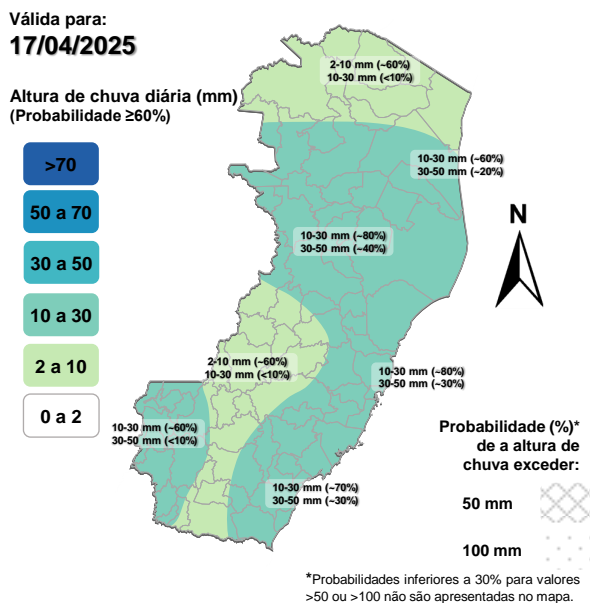 Válida para:
17/04/2025
Altura de chuva diária (mm)
(Probabilidade ≥60%)
>70
50 a 70
30 a 50
10 a 30
2 a 10
0 a 2
2-10 mm (~60%)
10-30 mm (<10%)
10-30 mm (~60%)
30-50 mm (~20%)
N
10-30 mm (~80%)
30-50 mm (~40%)
2-10 mm (~60%)
10-30 mm (<10%)
10-30 mm (~80%)
30-50 mm (~30%)
10-30 mm (~60%)
30-50 mm (<10%)
10-30 mm (~70%)
30-50 mm (~30%)
Probabilidade (%)*
de a altura de
chuva exceder:
50 mm
100 mm
*Probabilidades inferiores a 30% para valores
>50 ou >100 não são apresentadas no mapa.